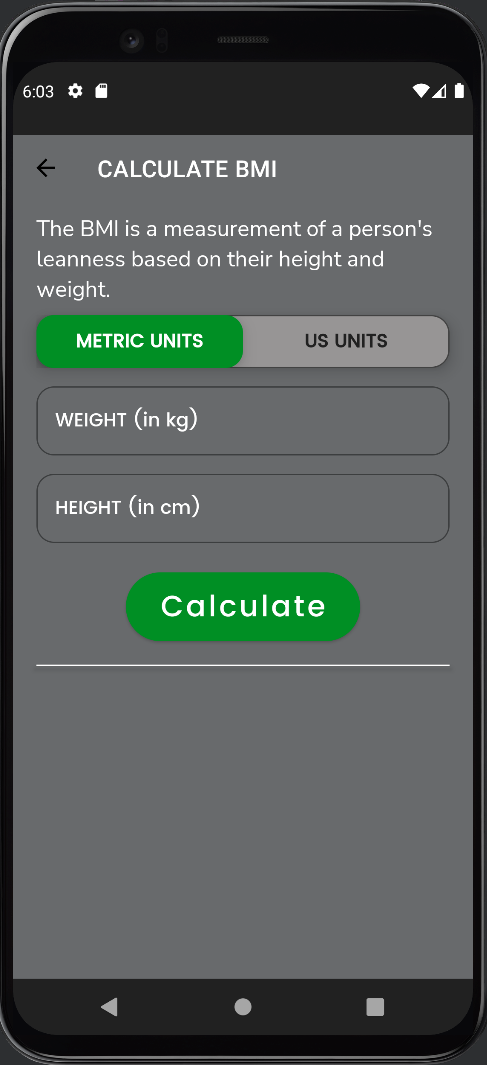 6:03
CALCULATE BMI
The BMI is a measurement of a person's
leanness based on their height and
weight.
METRIC UNITS US UNITS
WEIGHT (in kg)
HEIGHT (in cm)
Calculate